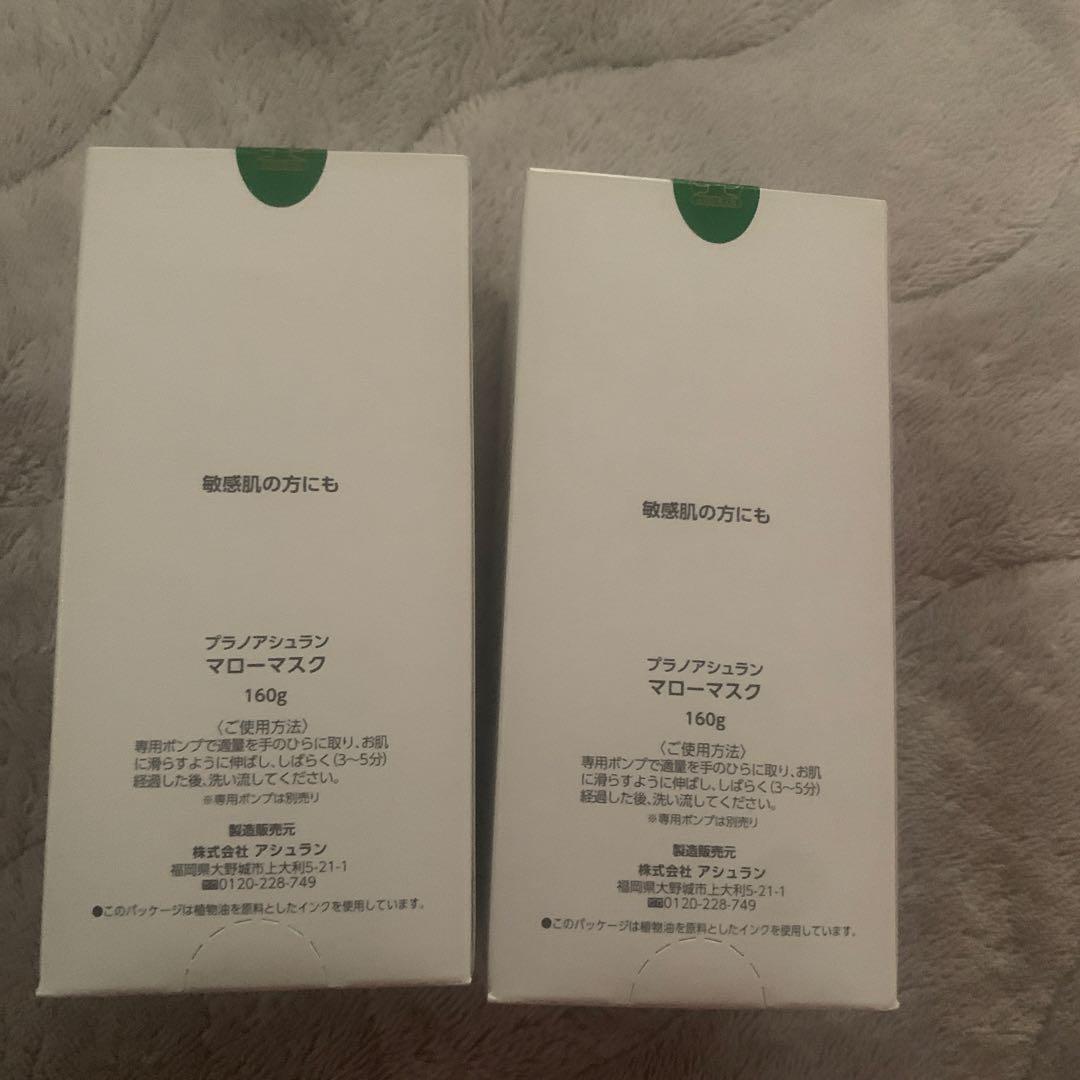 敏感肌の方にも
プラノアシュラン
マローマスク
160g
〈ご使用方法〉
専用ポンプで適量を手のひらに取り、お肌
に滑らすように伸ばし、しばらく(3〜5分)
経過した後、洗い流してください。
※専用ポンプは別売り
製造販売元
株式会社 アシュラン
福岡県大野城市上大利5-21-1
0120-228-749
●このパッケージは植物油を原料としたインクを使用しています。
敏感肌の方にも
プラノアシュラン
マローマスク
160g
〈ご使用方法〉
専用ポンプで適量を手のひらに取り、お肌
に滑らすように伸ばし、しばらく(3〜5分)
経過した後、洗い流してください。
※専用ポンプは別売り
製造販売元
株式会社 アシュラン
福岡県大野城市上大利5-21-1
0120-228-749
●このパッケージは植物油を原料としたインクを使用しています。